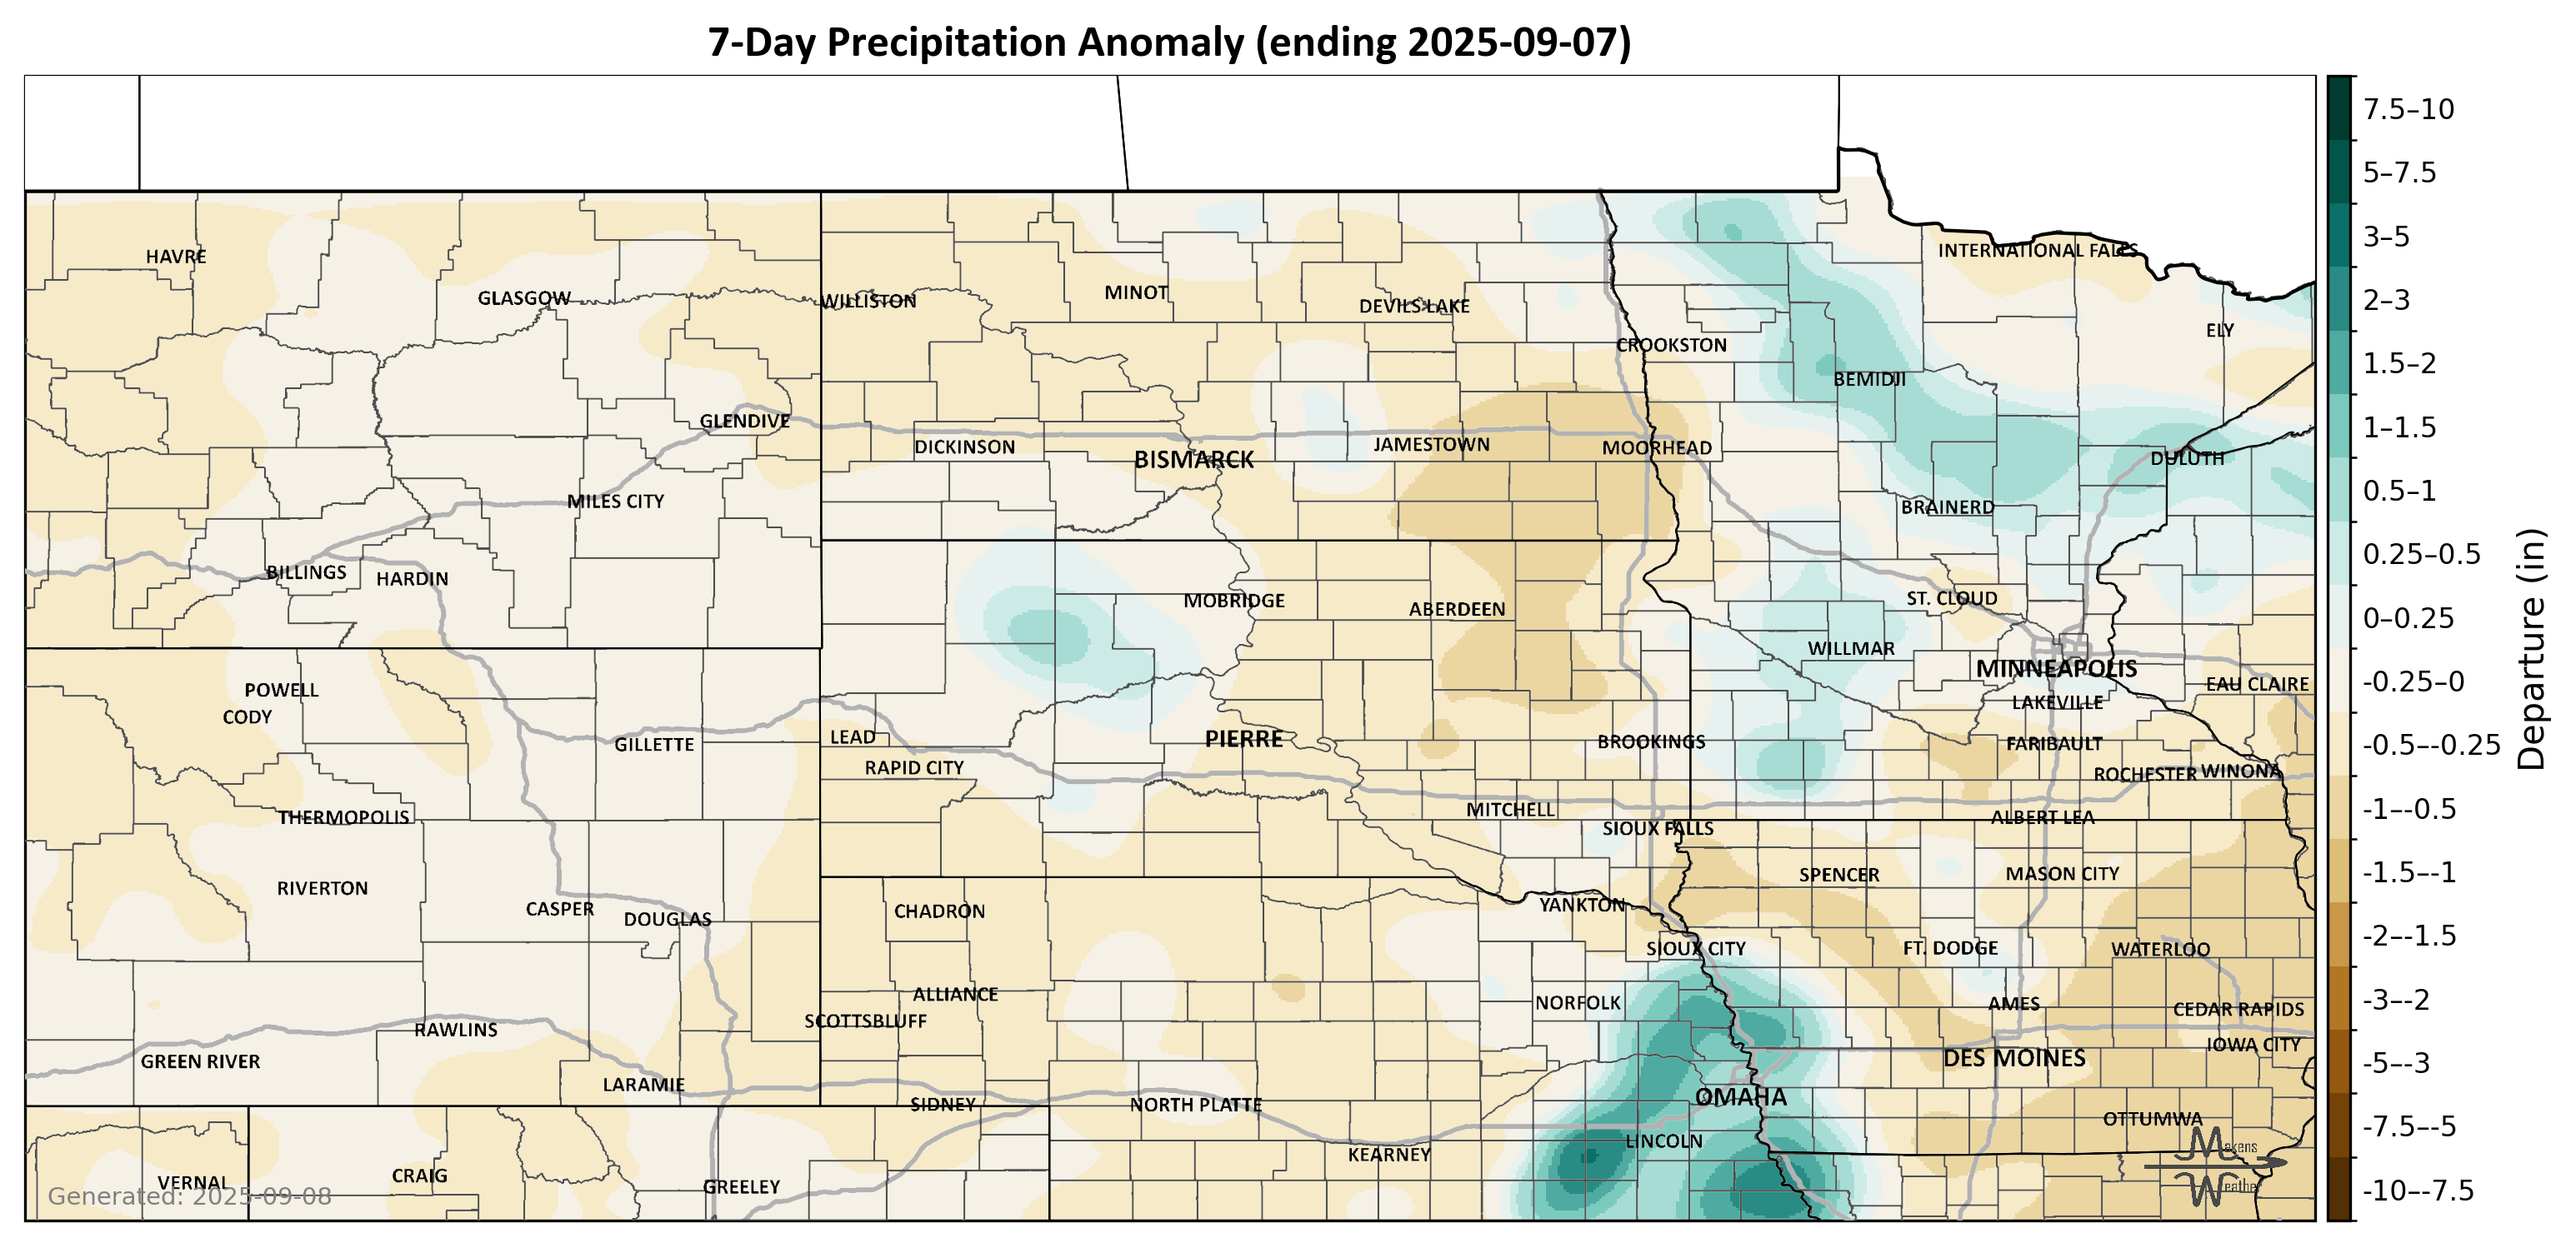 7-Day Precipitation Anomaly (ending 2025-09-07)
7.5–10
5–7.5
3–5
2–3
1.5–2
1–1.5
0.5–1
0.25–0.5
0–0.25
-0.25–0
-0.5–-0.25
-1–-0.5
-1.5–-1
-2–-1.5
-3–-2
-5–-3
-7.5–-5
-10–-7.5
Departure (in)
HAVRE
INTERNATIONAL FALLS
GLASGOW
WILLISTON
MINOT
DEVILS LAKE
ELY
CROOKSTON
BEMIDJI
GLENDIVE
DICKINSON
BISMARCK
JAMESTOWN
MOORHEAD
DULUTH
MILES CITY
BRAINERD
BILLINGS
HARDIN
MOBRIDGE
ABERDEEN
ST. CLOUD
WILLMAR
MINNEAPOLIS
POWELL
EAU CLAIRE
CODY
LAKEVILLE
GILLETTE
LEAD
PIERRE
BROOKINGS
FARIBAULT
RAPID CITY
ROCHESTER
WINONA
THERMOPOLIS
MITCHELL
ALBERT LEA
SIOUX FALLS
RIVERTON
SPENCER
MASON CITY
CASPER
DOUGLAS
CHADRON
YANKTON
SIOUX CITY
FT. DODGE
WATERLOO
ALLIANCE
NORFOLK
AMES
CEDAR RAPIDS
SCOTTSBLUFF
RAWLINS
IOWA CITY
GREEN RIVER
DES MOINES
LARAMIE
OMAHA
SIDNEY
NORTH PLATTE
OTTUMWA
LINCOLN
KEARNEY
VERNAL
CRAIG
GREELEY
Makens
Weather
Generated: 2025-09-08